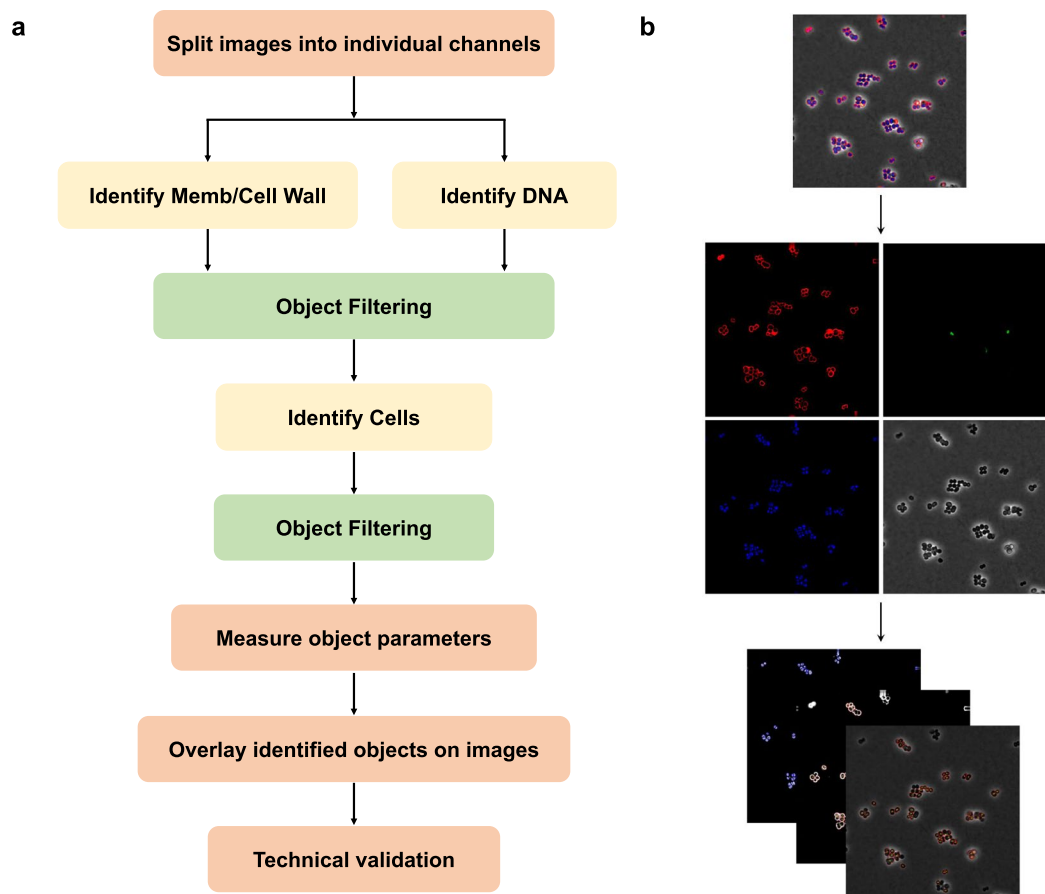 a
Split images into individual channels
Identify Memb/Cell Wall
Identify DNA
Object Filtering
Identify Cells
Object Filtering
Measure object parameters
Overlay identified objects on images
Technical validation
b